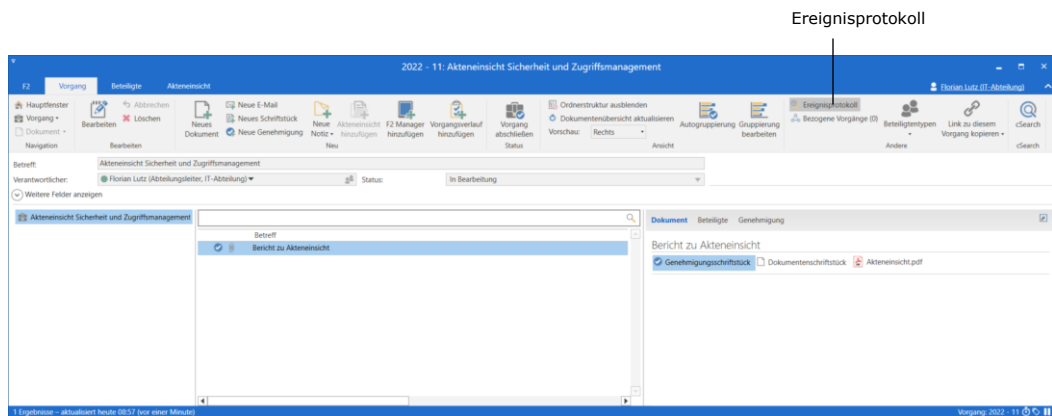 Ereignisprotokoll
2022 - 11: Akteneinsicht Sicherheit und Zugriffsmanagement
F2 Vorgang Beteiligte Akteneinsicht
Florian Lutz (IT-Abteilung)
Hauptfenster
Vorgang
Dokument
Navigation
Bearbeiten
Abbrechen
Löschen
Bearbeiten
Neues
Dokument
Neue E-Mail
Neues Schriftstück
Neue Genehmigung
Neue
Notiz
Akteneinsicht
hinzufügen
F2 Manager
hinzufügen
Vorgangsverlauf
hinzufügen
Neu
Vorgang
abschließen
Status
Ordnerstruktur ausblenden
Dokumentenübersicht aktualisieren
Vorschau: Rechts
Autogruppierung
Gruppierung
bearbeiten
Ansicht
Ereignisprotokoll
Bezogene Vorgänge (0)
Beteiligtentypen
Link zu diesem
Vorgang kopieren
Andere
cSearch
cSearch
Betreff: Akteneinsicht Sicherheit und Zugriffsmanagement
Verantwortlicher: Florian Lutz (Abteilungsleiter, IT-Abteilung) Status: In Bearbeitung
Weitere Felder anzeigen
Akteneinsicht Sicherheit und Zugriffsmanagement
Betreff
Bericht zu Akteneinsicht
Dokument Beteiligte Genehmigung
Bericht zu Akteneinsicht
Genehmigungsschriftstück Dokumentenschriftstück Akteneinsicht.pdf
1 Ergebnisse – aktualisiert heute 08:57 (vor einer Minute)
Vorgang: 2022 - 11